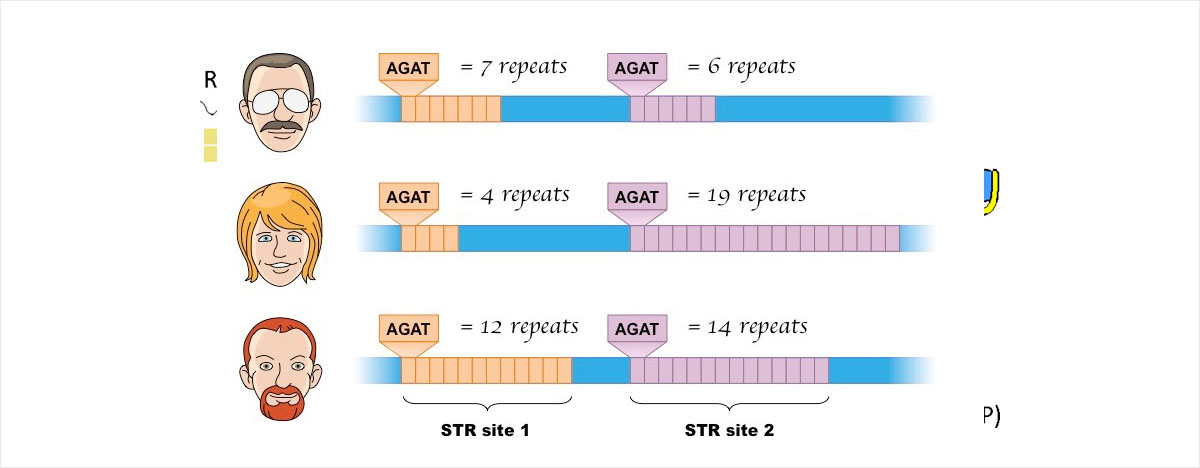 R
AGAT = 7 repeats AGAT = 6 repeats
AGAT = 4 repeats AGAT = 19 repeats
AGAT = 12 repeats AGAT = 14 repeats
P)
STR site 1 STR site 2